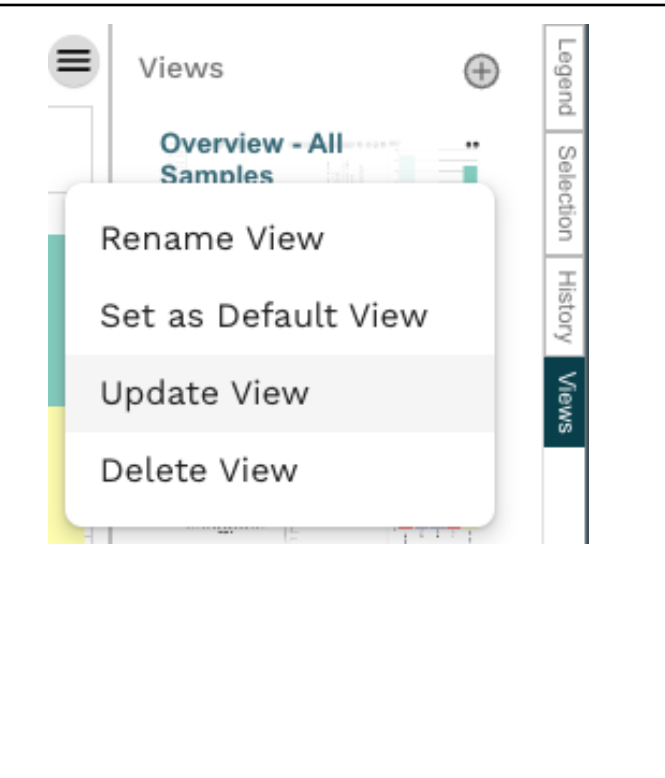 Views
Overview - All
Samples
Rename View
Set as Default View
Update View
Delete View
Legend
Selection
History
Views